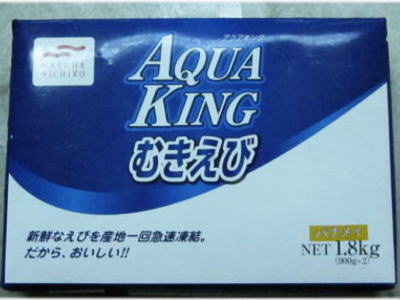 MARUHA
NICHIRO
アクアキング
AQUA
KING
むきえび
新鮮なえびを産地一回急速凍結。
だから、おいしい!!
バナメイ
NET 1.8kg
(900g×2)